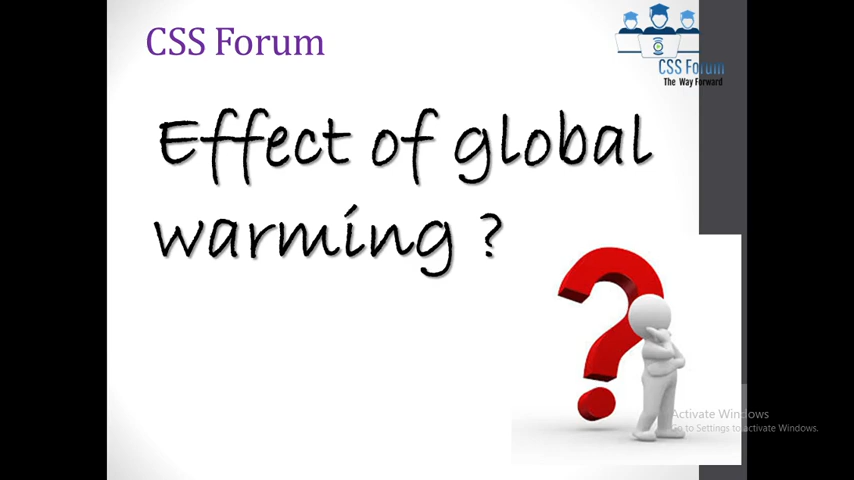 CSS Forum
CSS Forum
The Way Forward
Effect of global
warming ?
Activate Windows
Go to Settings to activate Windows.